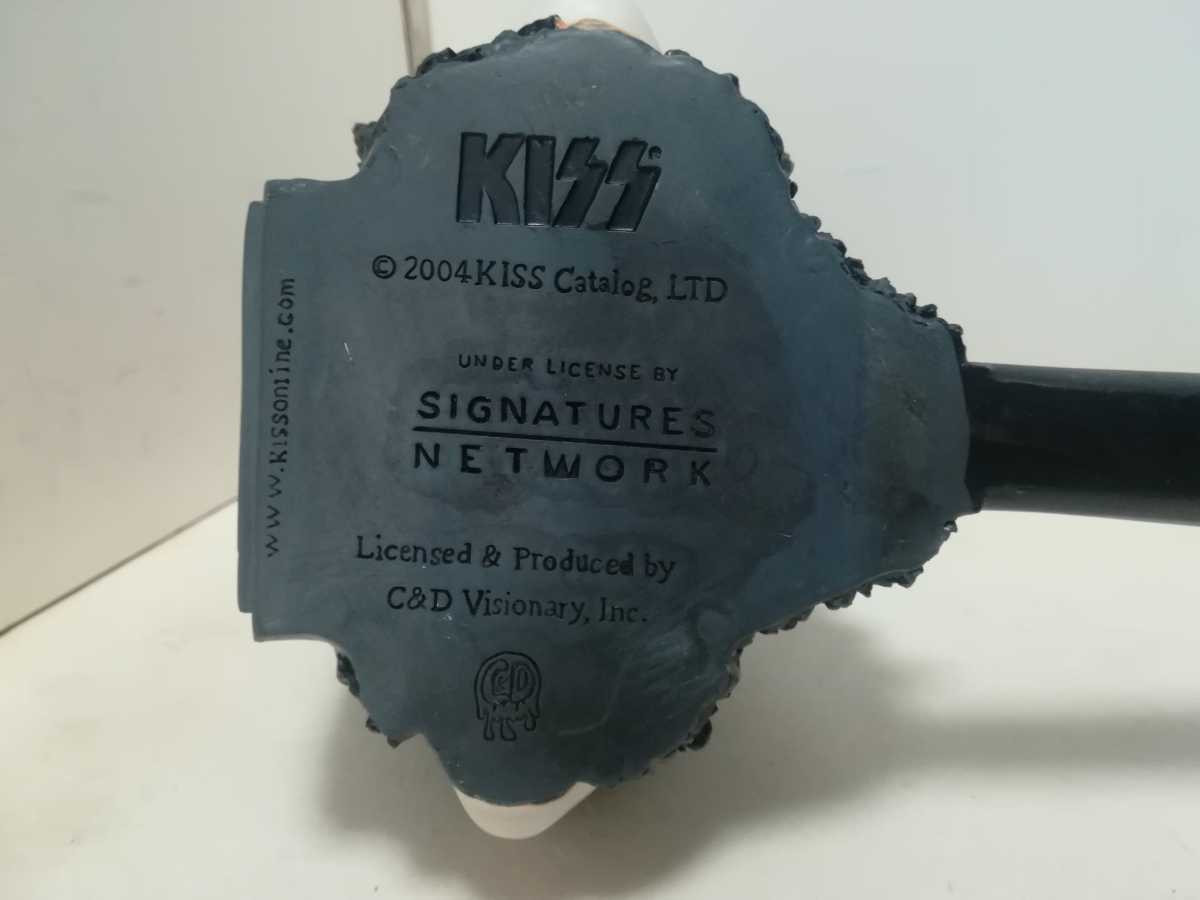 KISS®
© 2004 KISS Catalog, LTD
UNDER LICENSE BY
SIGNATURES
NETWORK
Licensed & Produced by
C&D Visionary, Inc.
C&D
www.kissonline.com